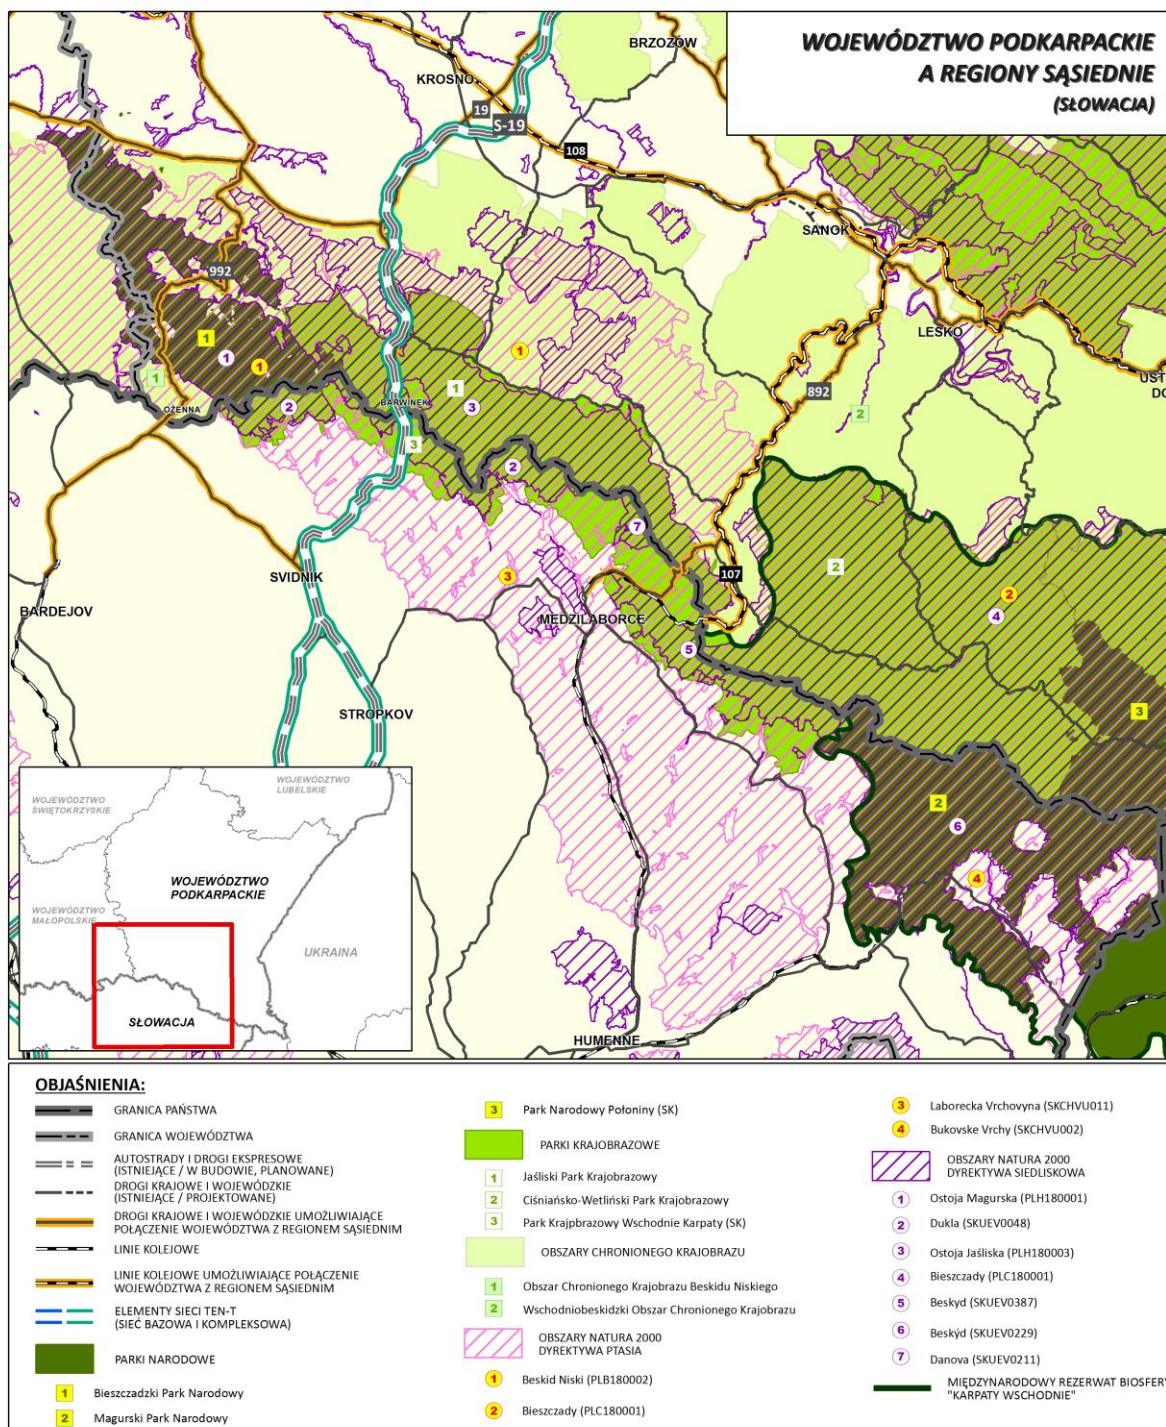 WOJEWÓDZTWO PODKARPACKIE
A REGIONY SĄSIEDNIE
(SŁOWACJA)
BRZOZÓW
KROSNO
19
S-19
108
SANOK
992
LESKO
1
1
1
1
1
892
UST
DO
2
1
OŻENNA
2
BARWINEK
3
3
2
7
2
3
107
2
4
SVIDNIK
BARDEJOV
MEDZILABORCE
5
STROPKOV
3
2
6
4
HUMENNE
WOJEWÓDZTWO
ŚWIĘTOKRZYSKIE
WOJEWÓDZTWO
LUBELSKIE
WOJEWÓDZTWO
PODKARPACKIE
WOJEWÓDZTWO
MAŁOPOLSKIE
UKRAINA
SŁOWACJA
OBJAŚNIENIA:
GRANICA PAŃSTWA
GRANICA WOJEWÓDZTWA
AUTOSTRADY I DROGI EKSPRESOWE
(ISTNIEJĄCE / W BUDOWIE, PLANOWANE)
DROGI KRAJOWE I WOJEWÓDZKIE
(ISTNIEJĄCE / PROJEKTOWANE)
DROGI KRAJOWE I WOJEWÓDZKIE UMOŻLIWIAJĄCE
POŁĄCZENIE WOJEWÓDZTWA Z REGIONEM SĄSIEDNIM
LINIE KOLEJOWE
LINIE KOLEJOWE UMOŻLIWIAJĄCE POŁĄCZENIE
WOJEWÓDZTWA Z REGIONEM SĄSIEDNIM
ELEMENTY SIECI TEN-T
(SIEĆ BAZOWA I KOMPLEKSOWA)
PARKI NARODOWE
1 Bieszczadzki Park Narodowy
2 Magurski Park Narodowy
3 Park Narodowy Połoniny (SK)
PARKI KRAJOBRAZOWE
1 Jaśliski Park Krajobrazowy
2 Ciśniańsko-Wetliński Park Krajobrazowy
3 Park Krajpbrazowy Wschodnie Karpaty (SK)
OBSZARY CHRONIONEGO KRAJOBRAZU
1 Obszar Chronionego Krajobrazu Beskidu Niskiego
2 Wschodniobeskidzki Obszar Chronionego Krajobrazu
OBSZARY NATURA 2000
DYREKTYWA PTASIA
1 Beskid Niski (PLB180002)
2 Bieszczady (PLC180001)
3 Laborecka Vrchovyna (SKCHVU011)
4 Bukovske Vrchy (SKCHVU002)
OBSZARY NATURA 2000
DYREKTYWA SIEDLISKOWA
1 Ostoja Magurska (PLH180001)
2 Dukla (SKUEV0048)
3 Ostoja Jaśliska (PLH180003)
4 Bieszczady (PLC180001)
5 Beskyd (SKUEV0387)
6 Beskýd (SKUEV0229)
7 Danova (SKUEV0211)
MIĘDZYNARODOWY REZERWAT BIOSFERY
"KARPATY WSCHODNIE"